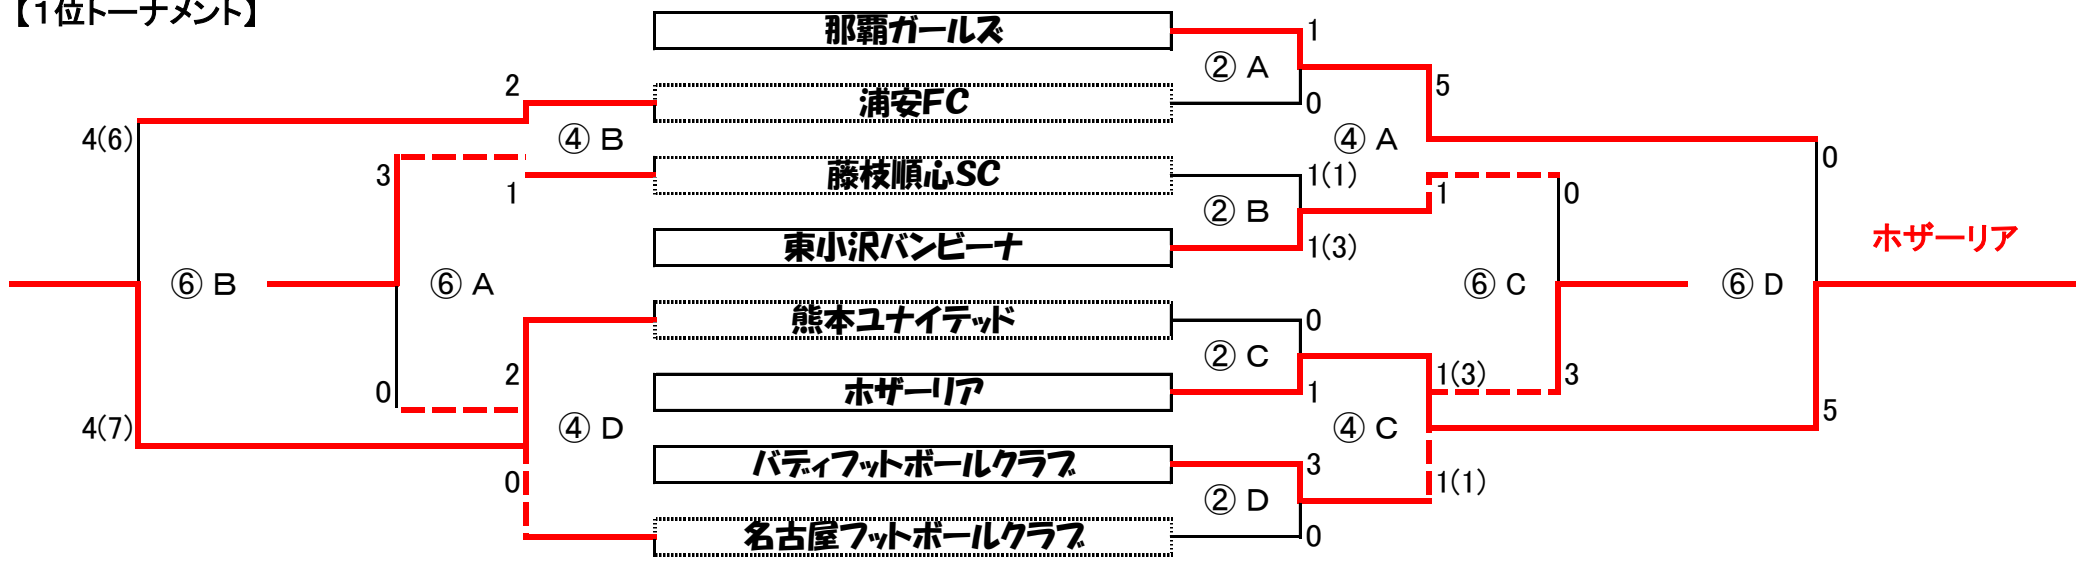 【１位トーナメント】
那覇ガールズ
1
② A
2
浦安FC
0
5
4(6)
④ B
④ A
0
3
1
藤枝順心SC
1(1)
1
0
② B
東小沢バンビーナ
1(3)
ホザーリア
⑥ B
⑥ A
⑥ C
⑥ D
熊本ユナイテッド
0
② C
2
1(3)
3
0
ホザーリア
1
5
4(7)
④ D
④ C
バディフットボールクラブ
3
0
1(1)
② D
名古屋フットボールクラブ
0